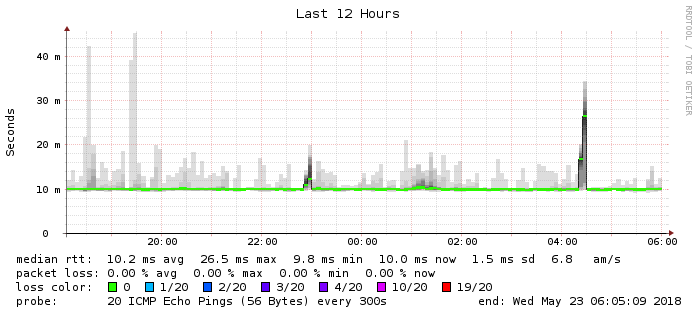 Last 12 Hours
RRDTOOL / TOBI OETIKER
Seconds
40 m
30 m
20 m
10 m
0
20:00 22:00 00:00 02:00 04:00 06:00
median rtt: 10.2 ms avg 26.5 ms max 9.8 ms min 10.0 ms now 1.5 ms sd 6.8 am/s
packet loss: 0.00 % avg 0.00 % max 0.00 % min 0.00 % now
loss color: 0 1/20 2/20 3/20 4/20 10/20 19/20
probe: 20 ICMP Echo Pings (56 Bytes) every 300s end: Wed May 23 06:05:09 2018